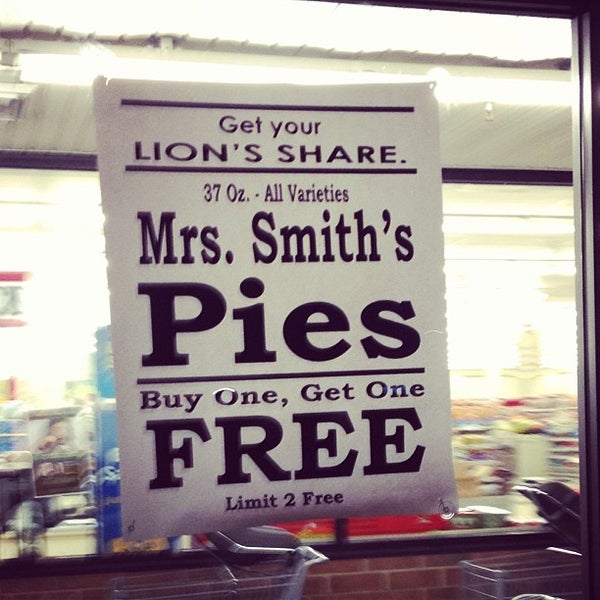 Get your
LION'S SHARE.
37 Oz. - All Varieties
Mrs. Smith's
Pies
Buy One, Get One
FREE
Limit 2 Free